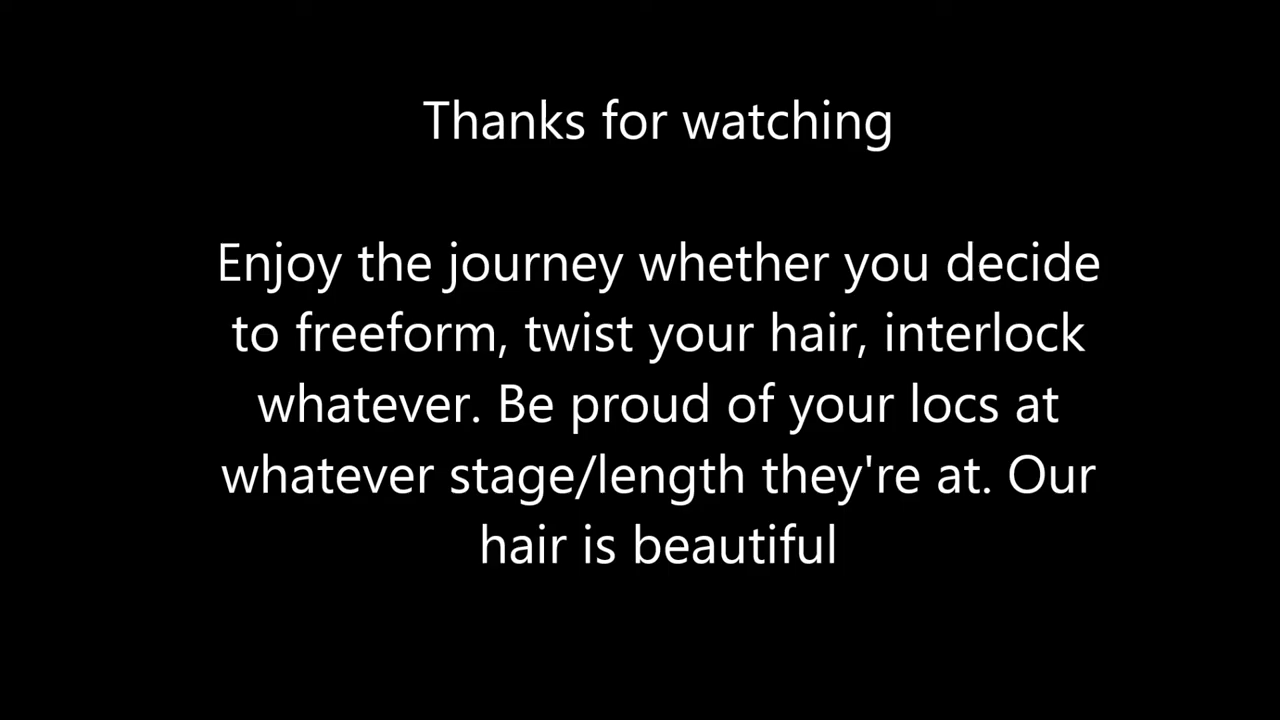 Thanks for watching
Enjoy the journey whether you decide
to freeform, twist your hair, interlock
whatever. Be proud of your locs at
whatever stage/length they're at. Our
hair is beautiful